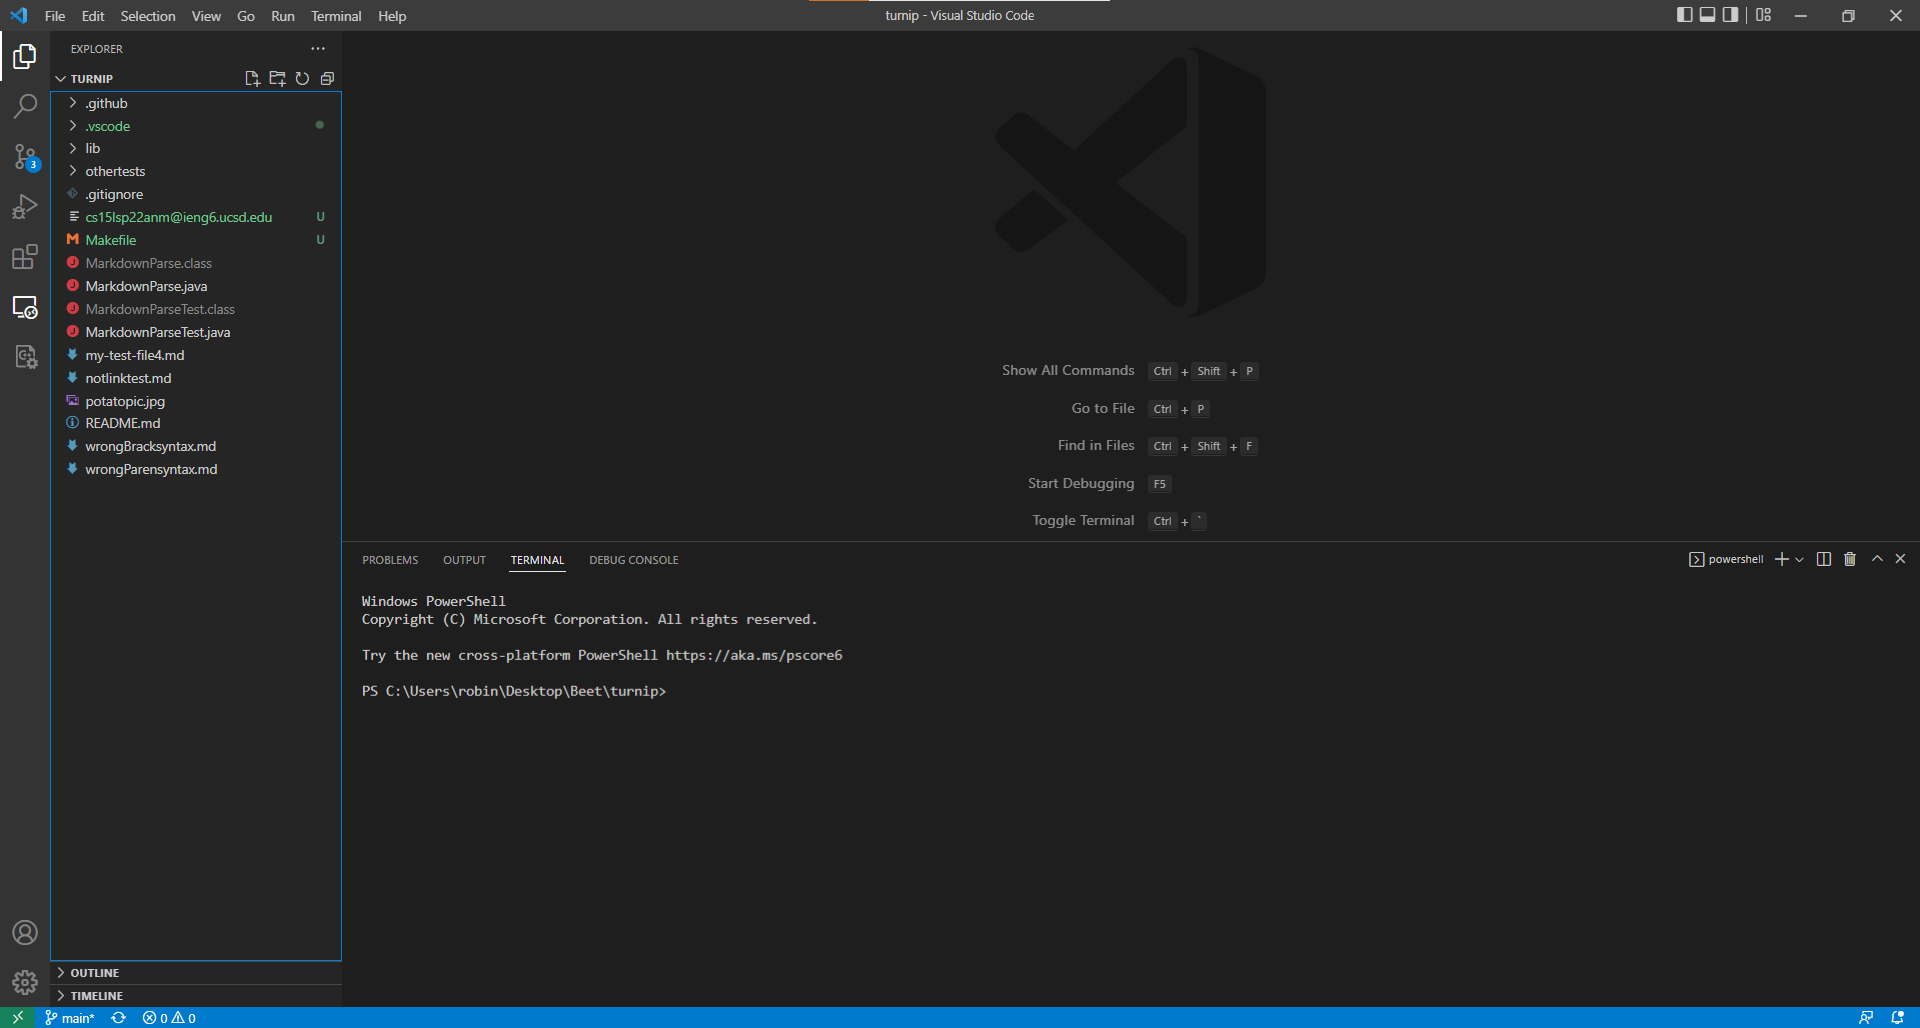 File Edit Selection View Go Run Terminal Help
turnip - Visual Studio Code
EXPLORER
TURNIP
.github
.vscode
lib
othertests
.gitignore
cs15lsp22anm@ieng6.ucsd.edu U
Makefile U
MarkdownParse.class
MarkdownParse.java
MarkdownParseTest.class
MarkdownParseTest.java
my-test-file4.md
notlinktest.md
potatopic.jpg
README.md
wrongBracksyntax.md
wrongParensyntax.md
OUTLINE
TIMELINE
3
Show All Commands Ctrl + Shift + P
Go to File Ctrl + P
Find in Files Ctrl + Shift + F
Start Debugging F5
Toggle Terminal Ctrl + `
PROBLEMS OUTPUT TERMINAL DEBUG CONSOLE
powershell
Windows PowerShell
Copyright (C) Microsoft Corporation. All rights reserved.
Try the new cross-platform PowerShell https://aka.ms/pscore6
PS C:\Users\robin\Desktop\Beet\turnip>
main* 0 0